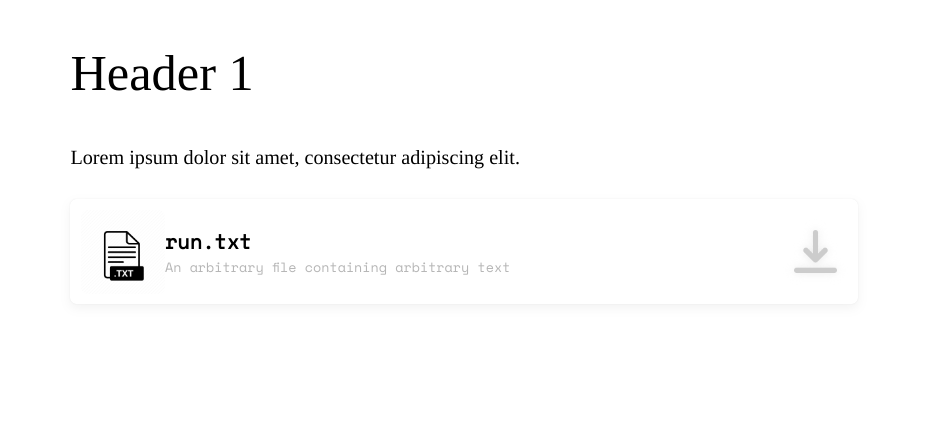 Header 1
Lorem ipsum dolor sit amet, consectetur adipiscing elit.
.TXT
run.txt
An arbitrary file containing arbitrary text